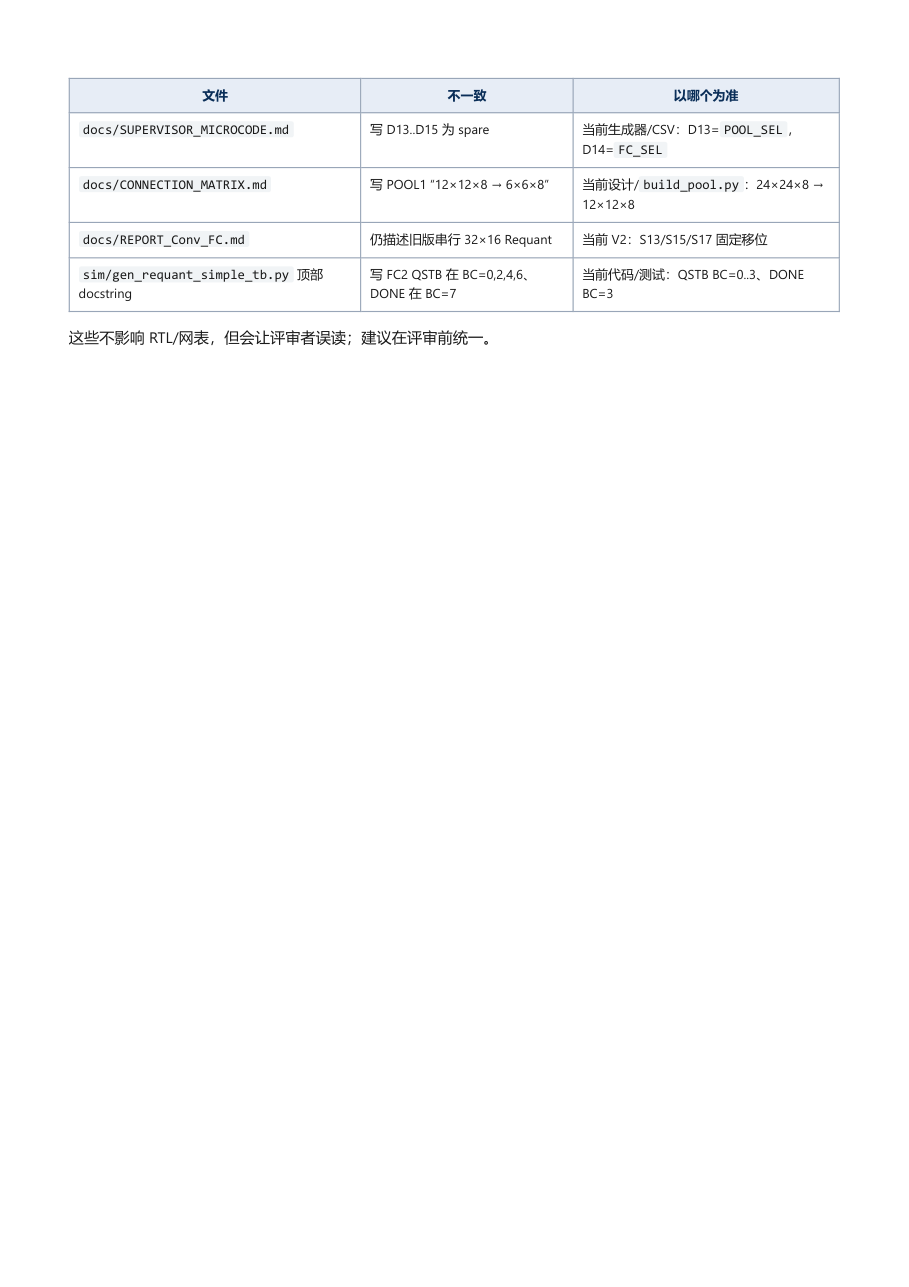 文件 不一致 以哪个为准
docs/SUPERVISOR_MICROCODE.md 写 D13..D15 为 spare 当前生成器/CSV：D13= POOL_SEL ，
D14= FC_SEL
docs/CONNECTION_MATRIX.md 写 POOL1 “12×12×8 → 6×6×8” 当前设计/ build_pool.py ：24×24×8 →
12×12×8
docs/REPORT_Conv_FC.md 仍描述旧版串行 32×16 Requant 当前 V2：S13/S15/S17 固定移位
sim/gen_requant_simple_tb.py 顶部 写 FC2 QSTB 在 BC=0,2,4,6、 当前代码/测试：QSTB BC=0..3、DONE
docstring DONE 在 BC=7 BC=3
这些不影响 RTL/网表，但会让评审者误读；建议在评审前统一。